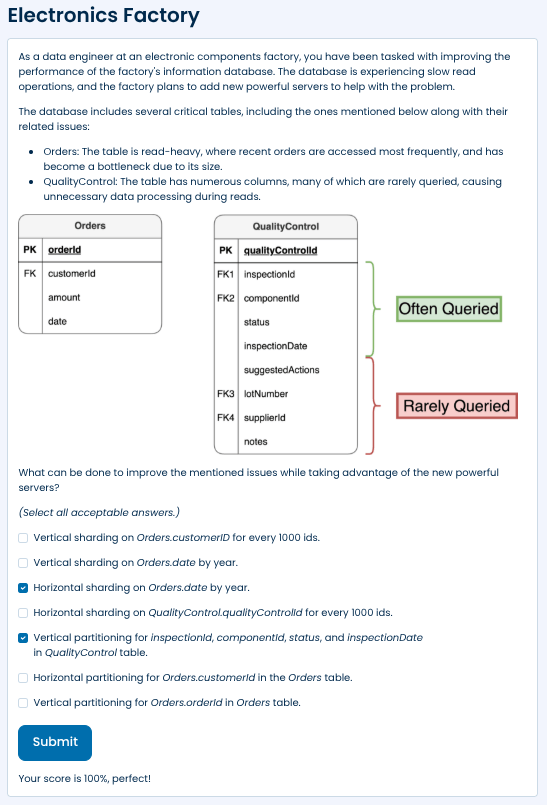 Electronics Factory
As a data engineer at an electronic components factory, you have been tasked with improving the
performance of the factory's information database. The database is experiencing slow read
operations, and the factory plans to add new powerful servers to help with the problem.
The database includes several critical tables, including the ones mentioned below along with their
related issues:
• Orders: The table is read-heavy, where recent orders are accessed most frequently, and has
become a bottleneck due to its size.
• QualityControl: The table has numerous columns, many of which are rarely queried, causing
unnecessary data processing during reads.
Orders
PK orderId
FK customerId
amount
date
QualityControl
PK qualityControlId
FK1 inspectionId
FK2 componentId
status
inspectionDate
suggestedActions
FK3 lotNumber
FK4 supplierId
notes
Often Queried
Rarely Queried
What can be done to improve the mentioned issues while taking advantage of the new powerful
servers?
(Select all acceptable answers.)
Vertical sharding on Orders.customerID for every 1000 ids.
Vertical sharding on Orders.date by year.
Horizontal sharding on Orders.date by year.
Horizontal sharding on QualityControl.qualityControlId for every 1000 ids.
Vertical partitioning for inspectionId, componentId, status, and inspectionDate
in QualityControl table.
Horizontal partitioning for Orders.customerId in the Orders table.
Vertical partitioning for Orders.orderId in Orders table.
Submit
Your score is 100%, perfect!